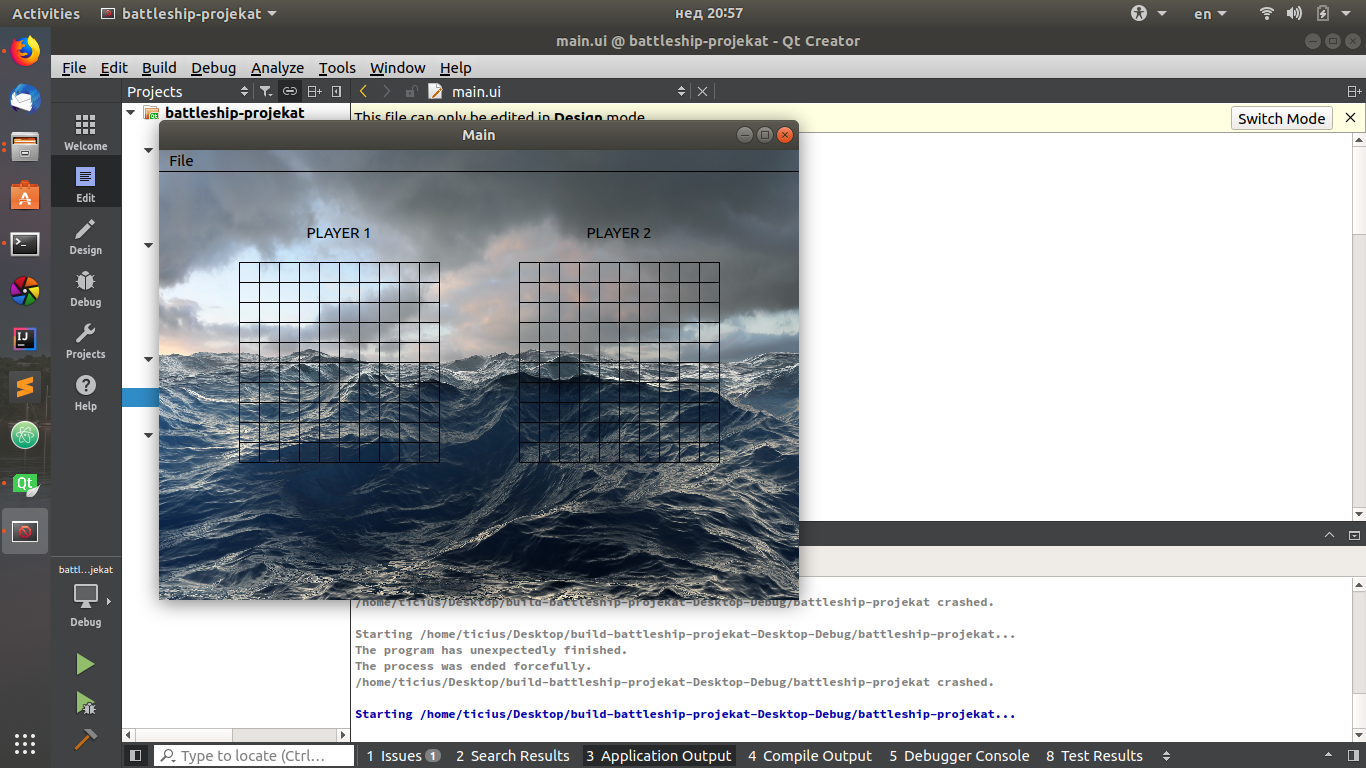 Activities battleship-projekat нед 20:57 en
main.ui @ battleship-projekat - Qt Creator
File Edit Build Debug Analyze Tools Window Help
Projects main.ui
battleship-projekat
This file can only be edited in Design mode. Switch Mode
Welcome
Edit
Design
Debug
Projects
Help
battl...jekat
Debug
Main
File
PLAYER 1 PLAYER 2
/home/ticius/Desktop/build-battleship-projekat-Desktop-Debug/battleship-projekat crashed.
Starting /home/ticius/Desktop/build-battleship-projekat-Desktop-Debug/battleship-projekat...
The program has unexpectedly finished.
The process was ended forcefully.
/home/ticius/Desktop/build-battleship-projekat-Desktop-Debug/battleship-projekat crashed.
Starting /home/ticius/Desktop/build-battleship-projekat-Desktop-Debug/battleship-projekat...
Type to locate (Ctrl... 1 Issues 1 2 Search Results 3 Application Output 4 Compile Output 5 Debugger Console 8 Test Results